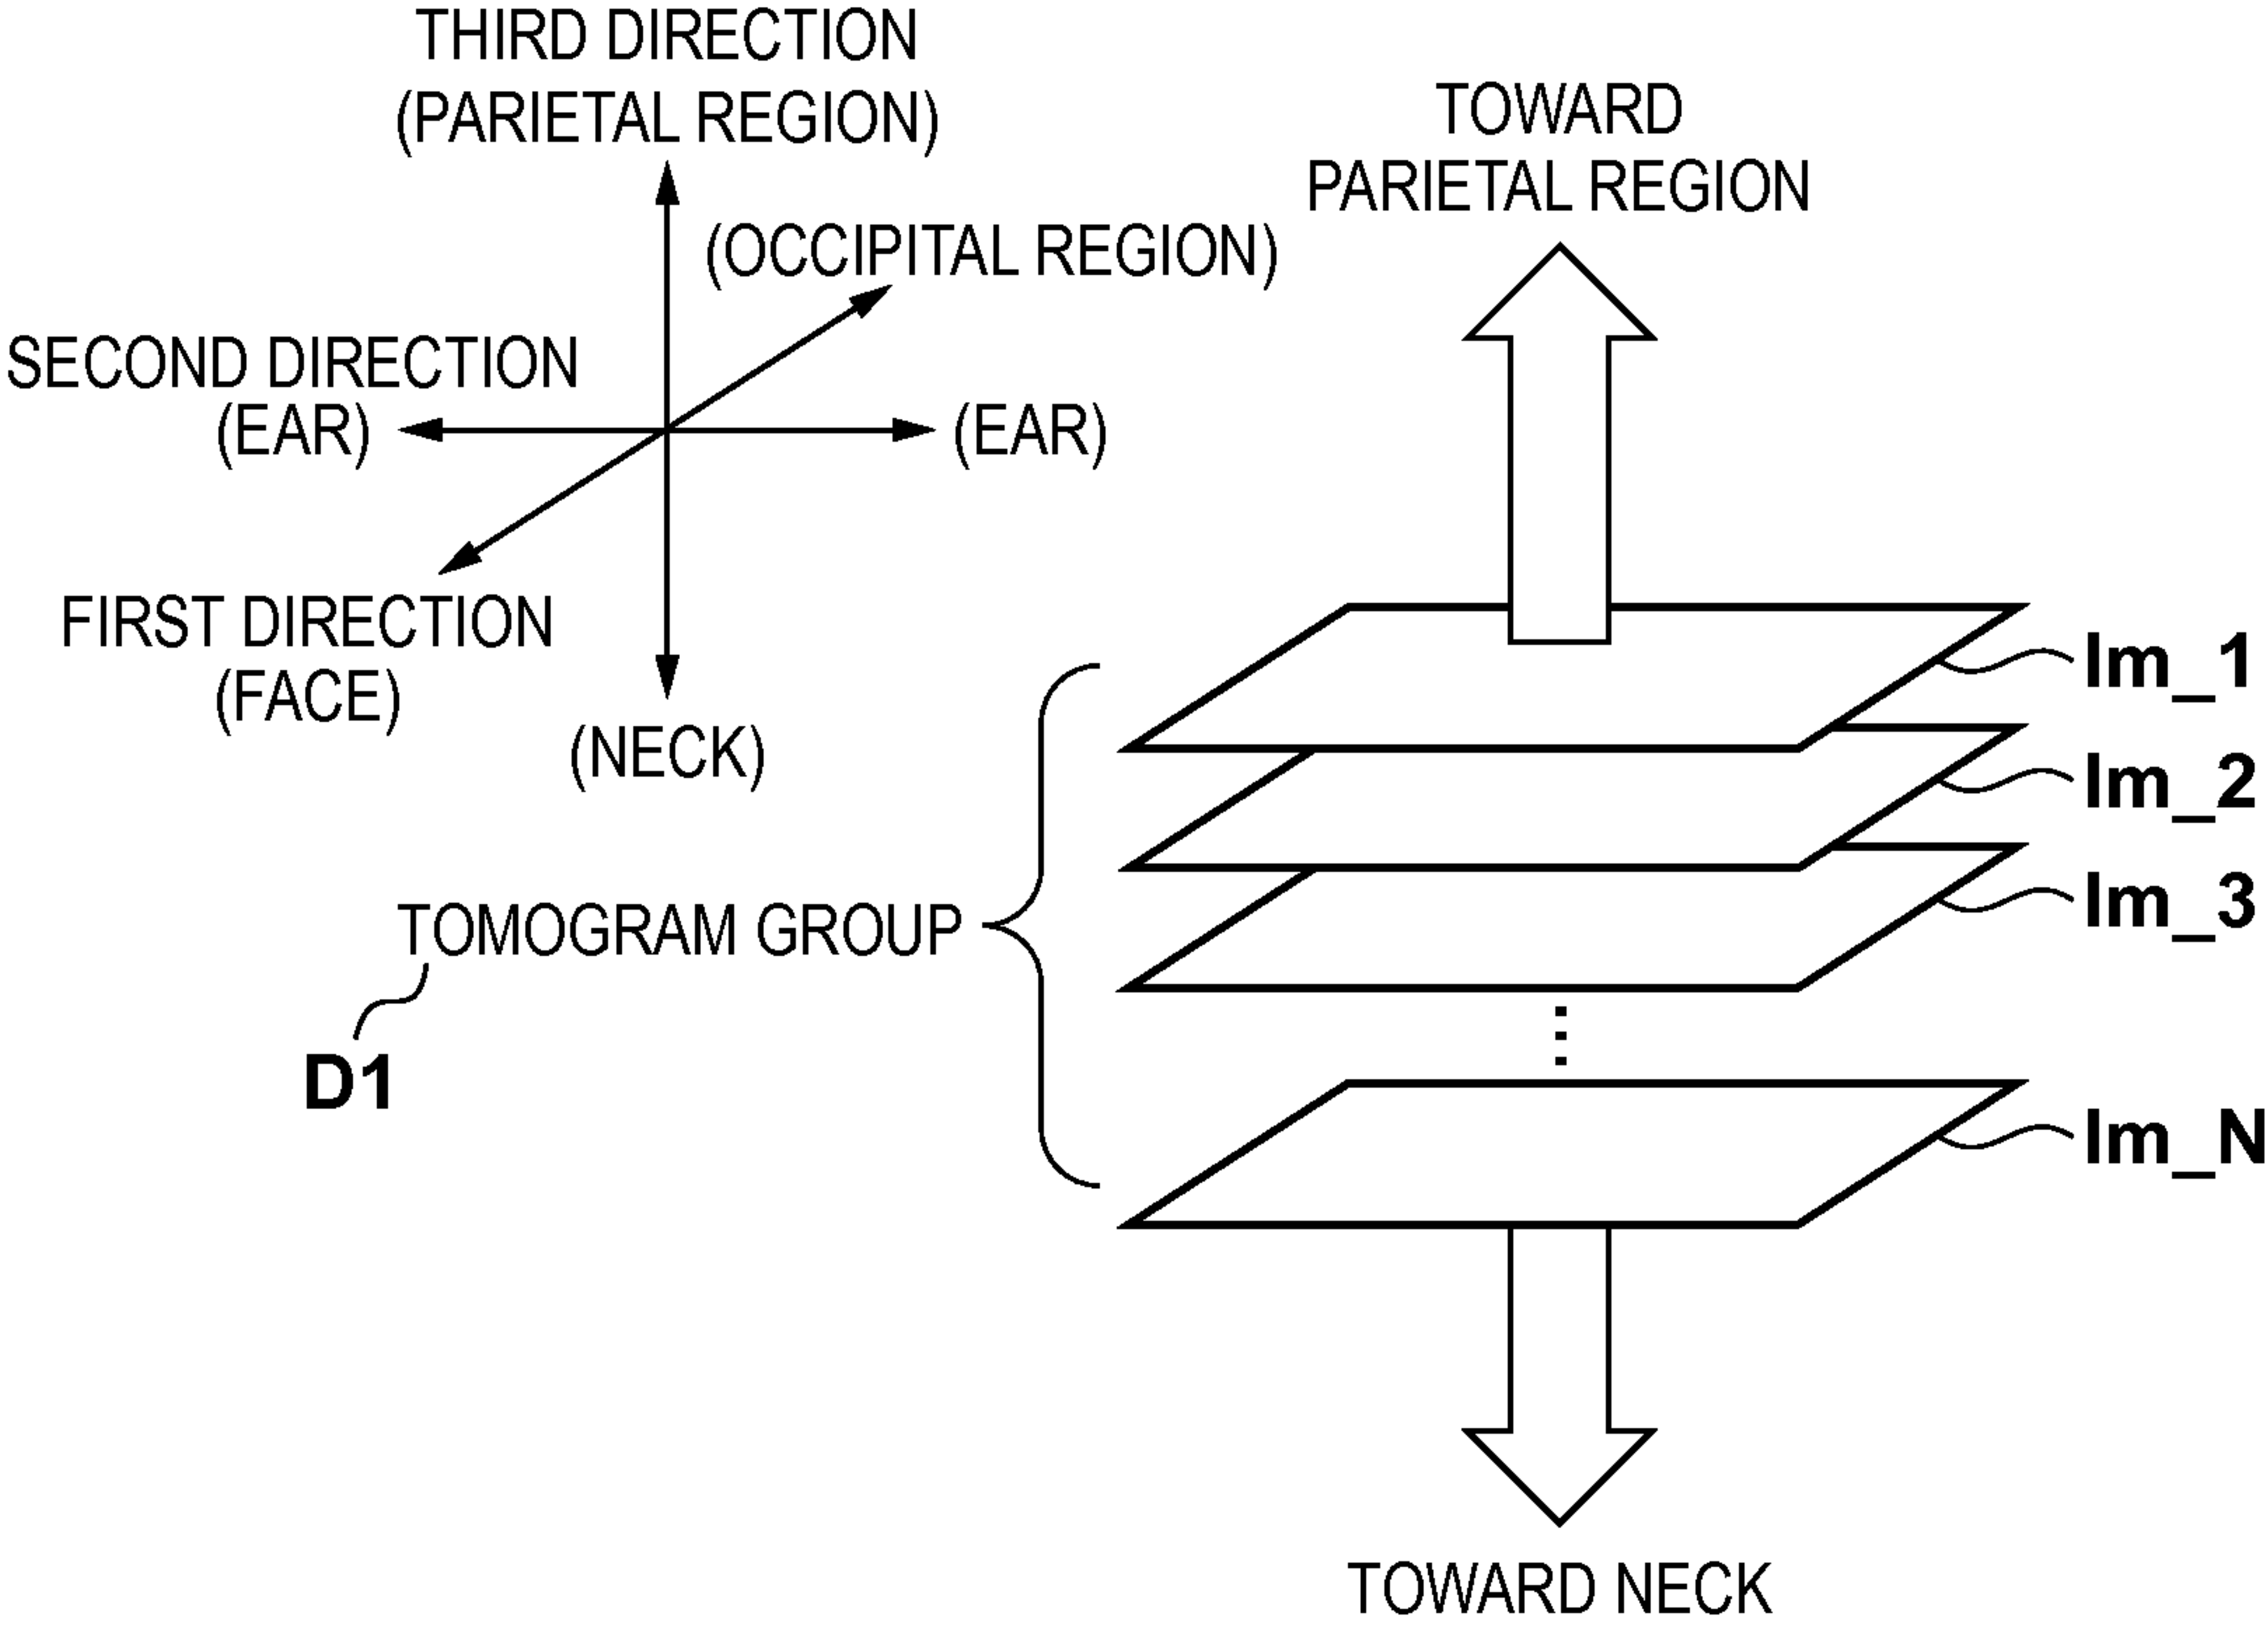 THIRD DIRECTION
(PARIETAL REGION)
(OCCIPITAL REGION)
SECOND DIRECTION
(EAR)
(EAR)
FIRST DIRECTION
(FACE)
(NECK)
TOWARD
PARIETAL REGION
Im_1
Im_2
Im_3
TOMOGRAM GROUP
D1
Im_N
TOWARD NECK